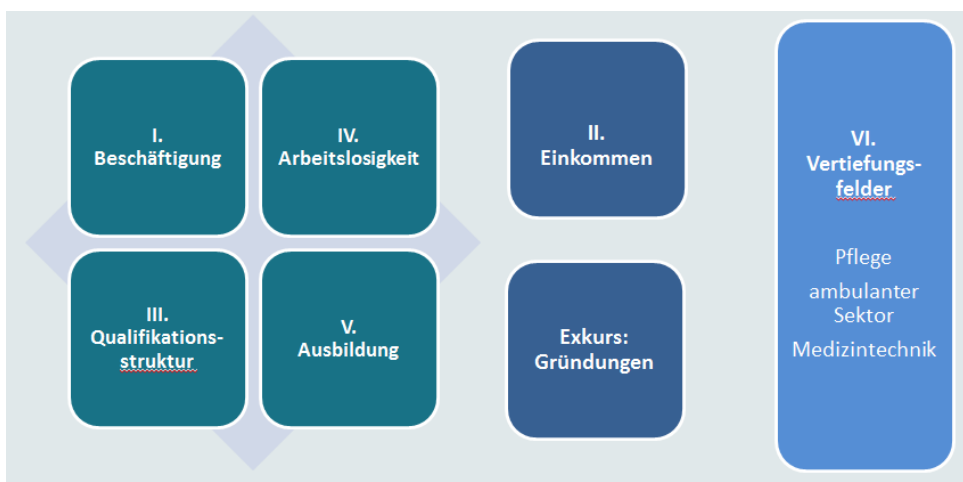 I.
Beschäftigung
IV.
Arbeitslosigkeit
III.
Qualifikations-
struktur
V.
Ausbildung
II.
Einkommen
Exkurs:
Gründungen
VI.
Vertiefungs-
felder
Pflege
ambulanter
Sektor
Medizintechnik